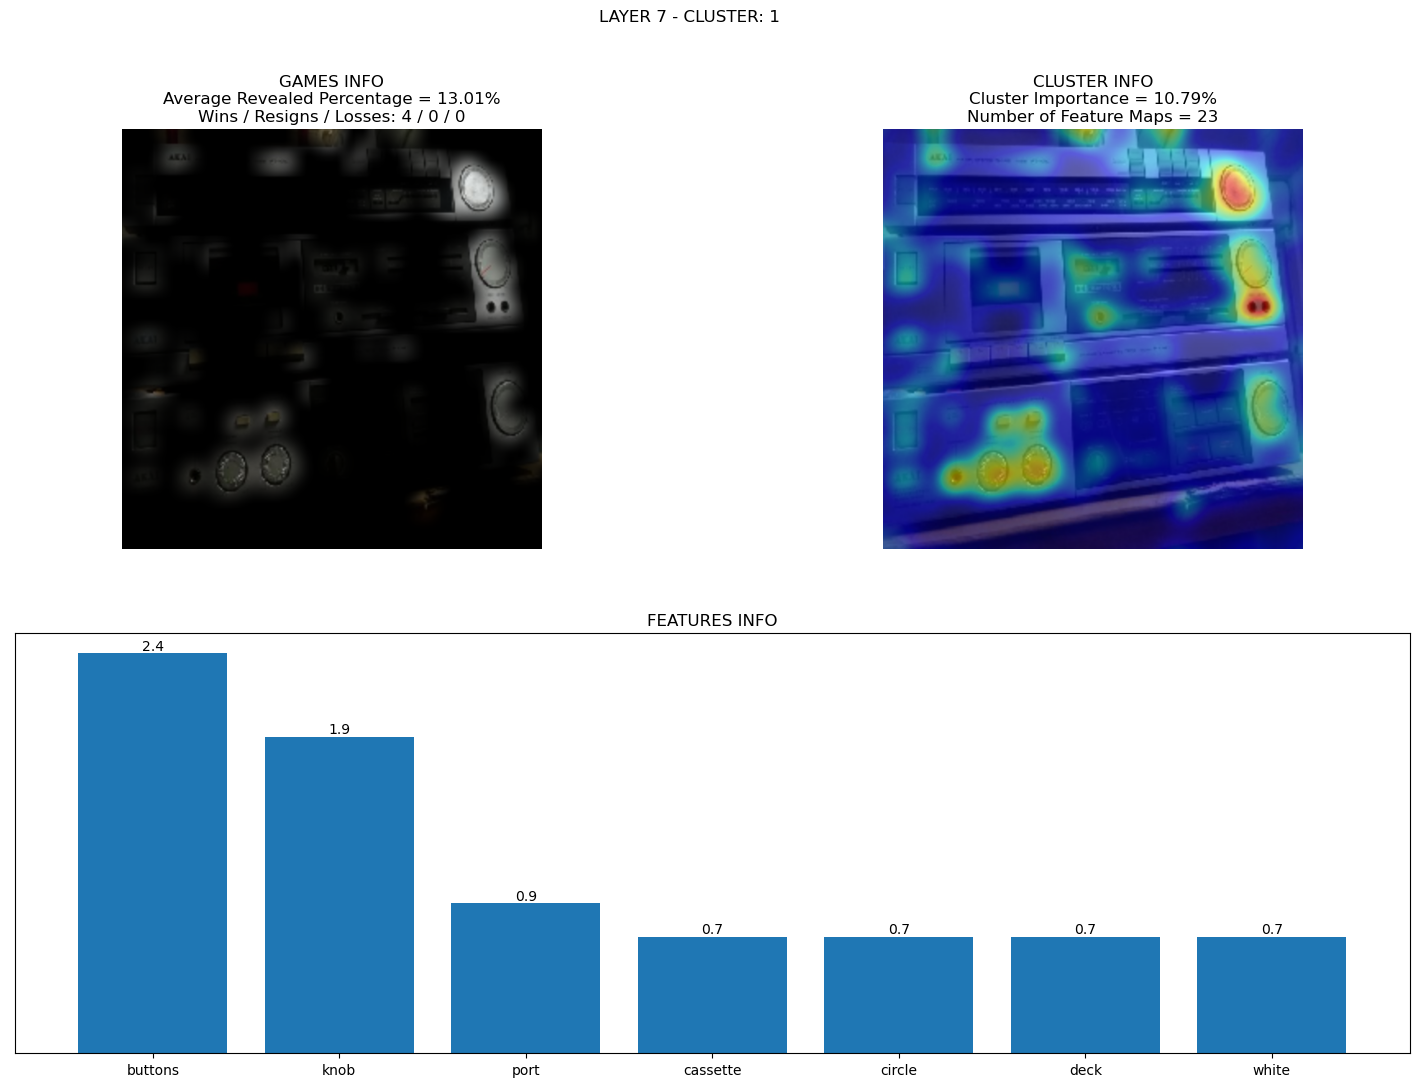 LAYER 7 - CLUSTER: 1
GAMES INFO
Average Revealed Percentage = 13.01%
Wins / Resigns / Losses: 4 / 0 / 0
AKAI
CLUSTER INFO
Cluster Importance = 10.79%
Number of Feature Maps = 23
AKAI
FEATURES INFO
2.4
1.9
0.9
0.7
0.7
0.7
0.7
buttons
knob
port
cassette
circle
deck
white